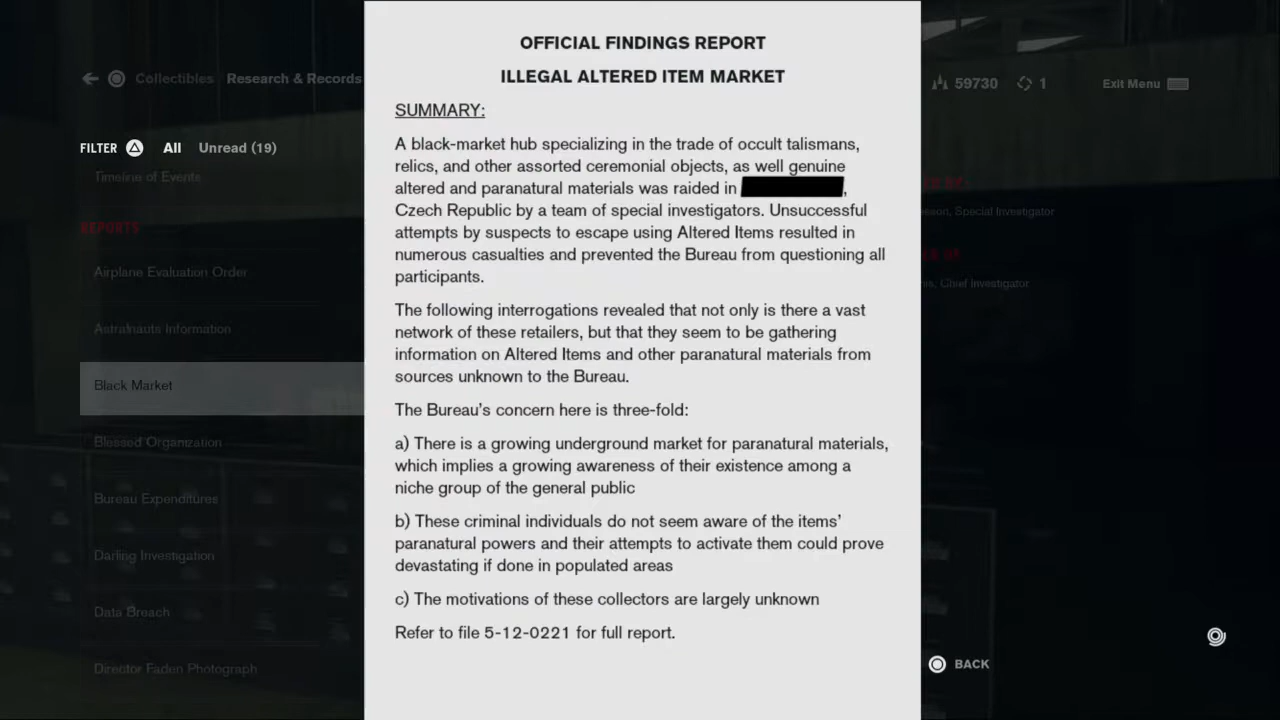 OFFICIAL FINDINGS REPORT
ILLEGAL ALTERED ITEM MARKET
SUMMARY:
A black-market hub specializing in the trade of occult talismans,
relics, and other assorted ceremonial objects, as well genuine
altered and paranatural materials was raided in ,
Czech Republic by a team of special investigators. Unsuccessful
attempts by suspects to escape using Altered Items resulted in
numerous casualties and prevented the Bureau from questioning all
participants.
The following interrogations revealed that not only is there a vast
network of these retailers, but that they seem to be gathering
information on Altered Items and other paranatural materials from
sources unknown to the Bureau.
The Bureau's concern here is three-fold:
a) There is a growing underground market for paranatural materials,
which implies a growing awareness of their existence among a
niche group of the general public
b) These criminal individuals do not seem aware of the items'
paranatural powers and their attempts to activate them could prove
devastating if done in populated areas
c) The motivations of these collectors are largely unknown
Refer to file 5-12-0221 for full report.
Collectibles Research & Records
59730 1 Exit Menu
FILTER All Unread (19)
Timeline of Events
REPORTS
Airplane Evaluation Order
Astralnauts Information
Black Market
Blessed Organization
Bureau Expenditures
Darling Investigation
Data Breach
Director Faden Photograph
, Special Investigator
, Chief Investigator
BACK